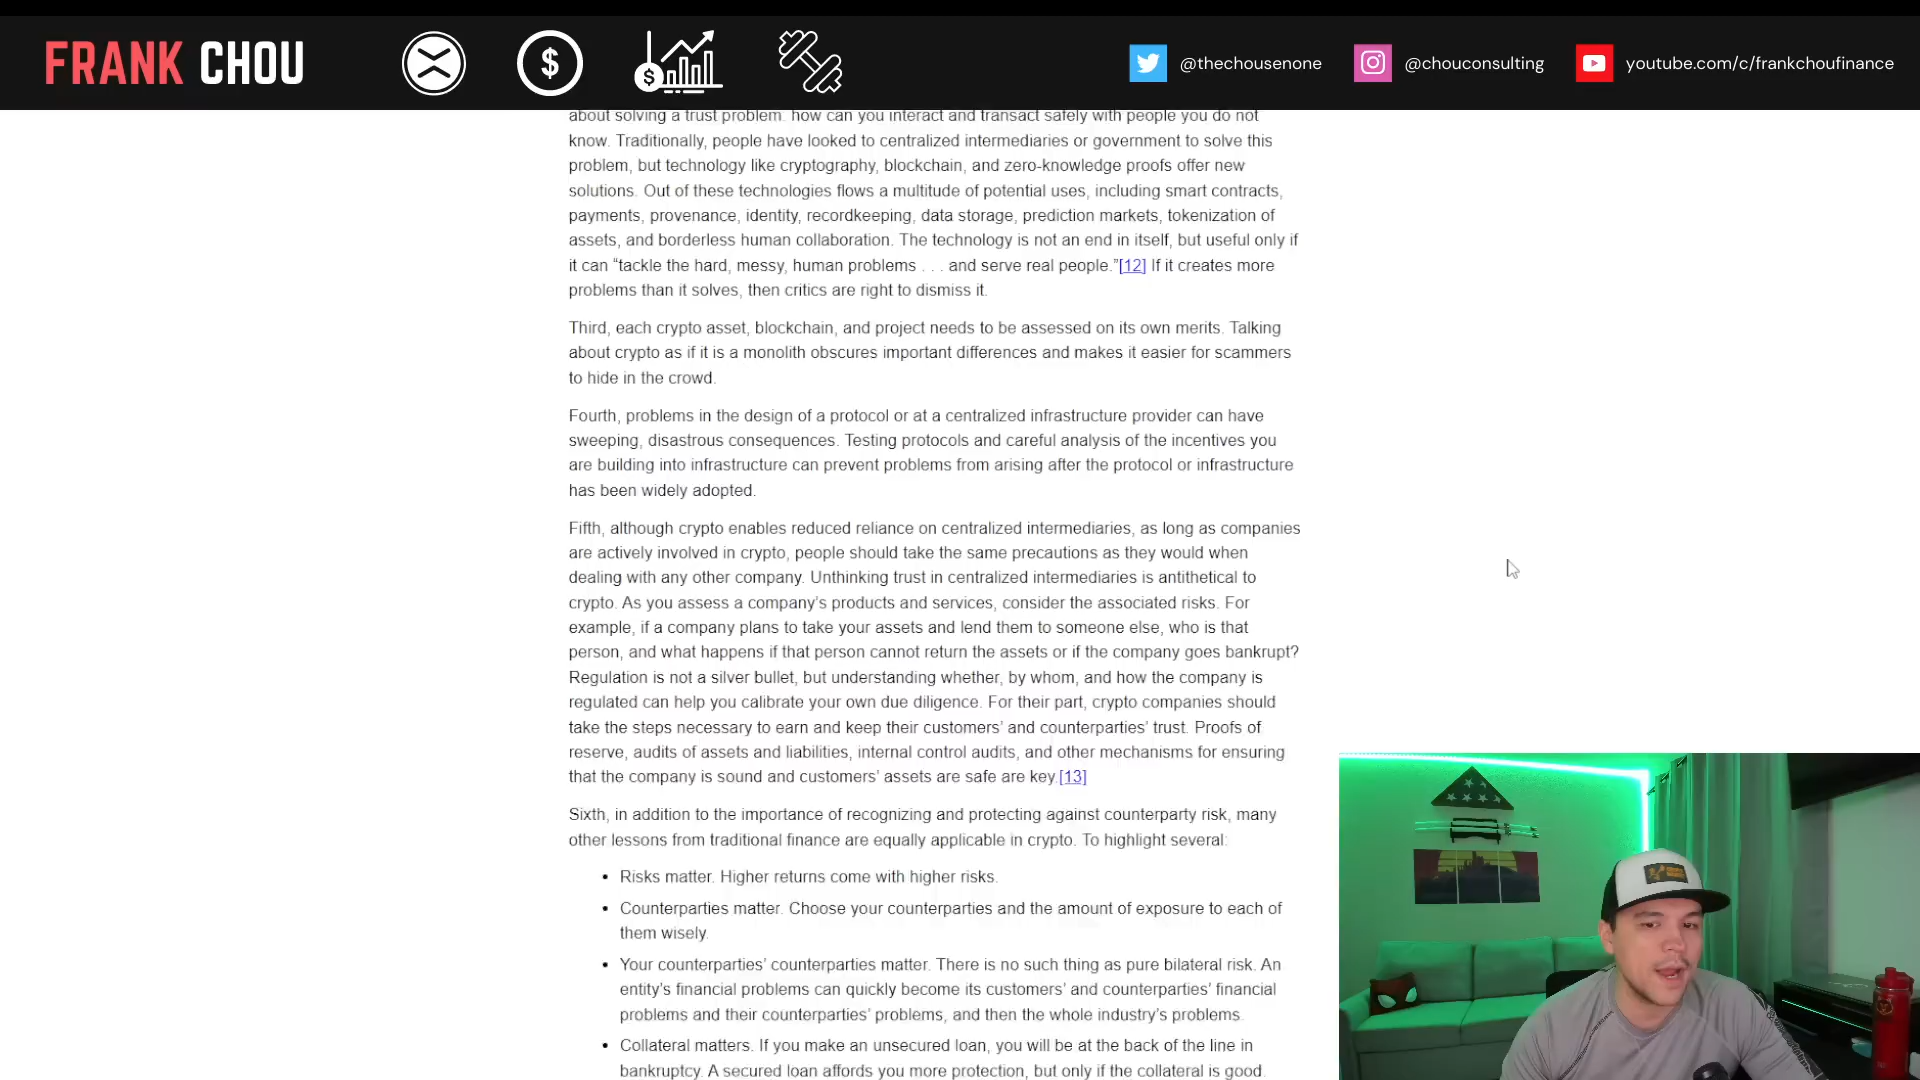 FRANK CHOU
@thechousenone
@chouconsulting
youtube.com/c/frankchoufinance
about solving a trust problem: how can you interact and transact safely with people you do not
know. Traditionally, people have looked to centralized intermediaries or government to solve this
problem, but technology like cryptography, blockchain, and zero-knowledge proofs offer new
solutions. Out of these technologies flows a multitude of potential uses, including smart contracts,
payments, provenance, identity, recordkeeping, data storage, prediction markets, tokenization of
assets, and borderless human collaboration. The technology is not an end in itself, but useful only if
it can “tackle the hard, messy, human problems . . . and serve real people.”[12] If it creates more
problems than it solves, then critics are right to dismiss it.
Third, each crypto asset, blockchain, and project needs to be assessed on its own merits. Talking
about crypto as if it is a monolith obscures important differences and makes it easier for scammers
to hide in the crowd.
Fourth, problems in the design of a protocol or at a centralized infrastructure provider can have
sweeping, disastrous consequences. Testing protocols and careful analysis of the incentives you
are building into infrastructure can prevent problems from arising after the protocol or infrastructure
has been widely adopted.
Fifth, although crypto enables reduced reliance on centralized intermediaries, as long as companies
are actively involved in crypto, people should take the same precautions as they would when
dealing with any other company. Unthinking trust in centralized intermediaries is antithetical to
crypto. As you assess a company’s products and services, consider the associated risks. For
example, if a company plans to take your assets and lend them to someone else, who is that
person, and what happens if that person cannot return the assets or if the company goes bankrupt?
Regulation is not a silver bullet, but understanding whether, by whom, and how the company is
regulated can help you calibrate your own due diligence. For their part, crypto companies should
take the steps necessary to earn and keep their customers’ and counterparties’ trust. Proofs of
reserve, audits of assets and liabilities, internal control audits, and other mechanisms for ensuring
that the company is sound and customers’ assets are safe are key.[13]
Sixth, in addition to the importance of recognizing and protecting against counterparty risk, many
other lessons from traditional finance are equally applicable in crypto. To highlight several:
• Risks matter. Higher returns come with higher risks.
• Counterparties matter. Choose your counterparties and the amount of exposure to each of
them wisely.
• Your counterparties’ counterparties matter. There is no such thing as pure bilateral risk. An
entity’s financial problems can quickly become its customers’ and counterparties’ financial
problems and their counterparties’ problems, and then the whole industry’s problems.
• Collateral matters. If you make an unsecured loan, you will be at the back of the line in
bankruptcy. A secured loan affords you more protection, but only if the collateral is good.